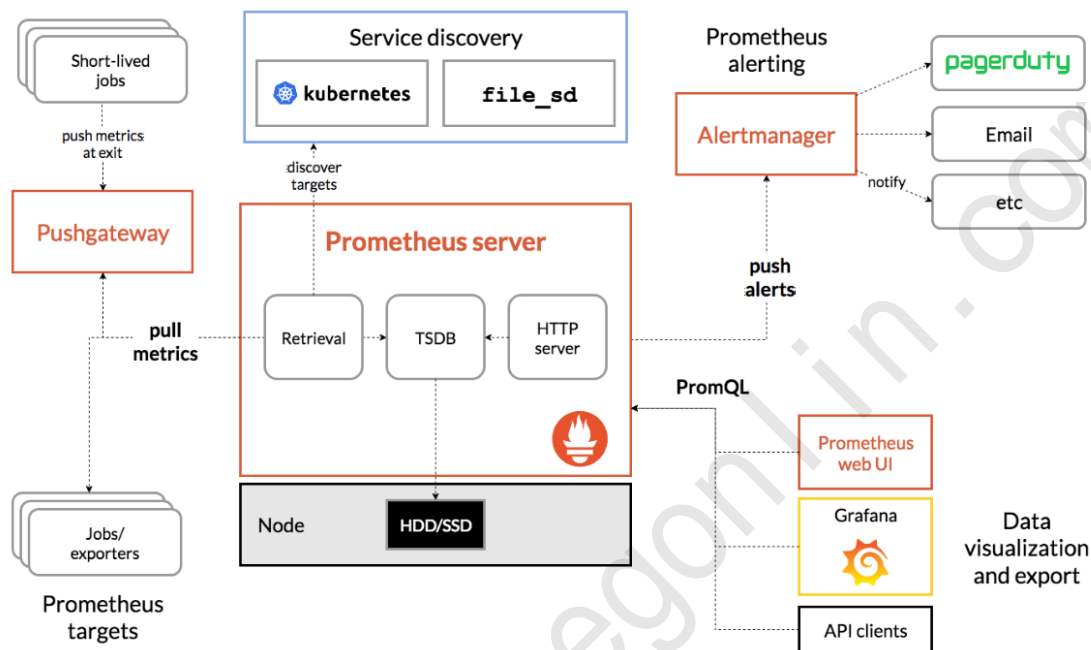 Short-lived
jobs
push metrics
at exit
Pushgateway
pull
metrics
Jobs/
exporters
Prometheus
targets
Service discovery
kubernetes
file_sd
discover
targets
Prometheus server
Retrieval
TSDB
HTTP
server
Node
HDD/SSD
Prometheus
alerting
Alertmanager
pagerduty
Email
notify
etc
push
alerts
PromQL
Prometheus
web UI
Grafana
API clients
Data
visualization
and export
egonlin.com